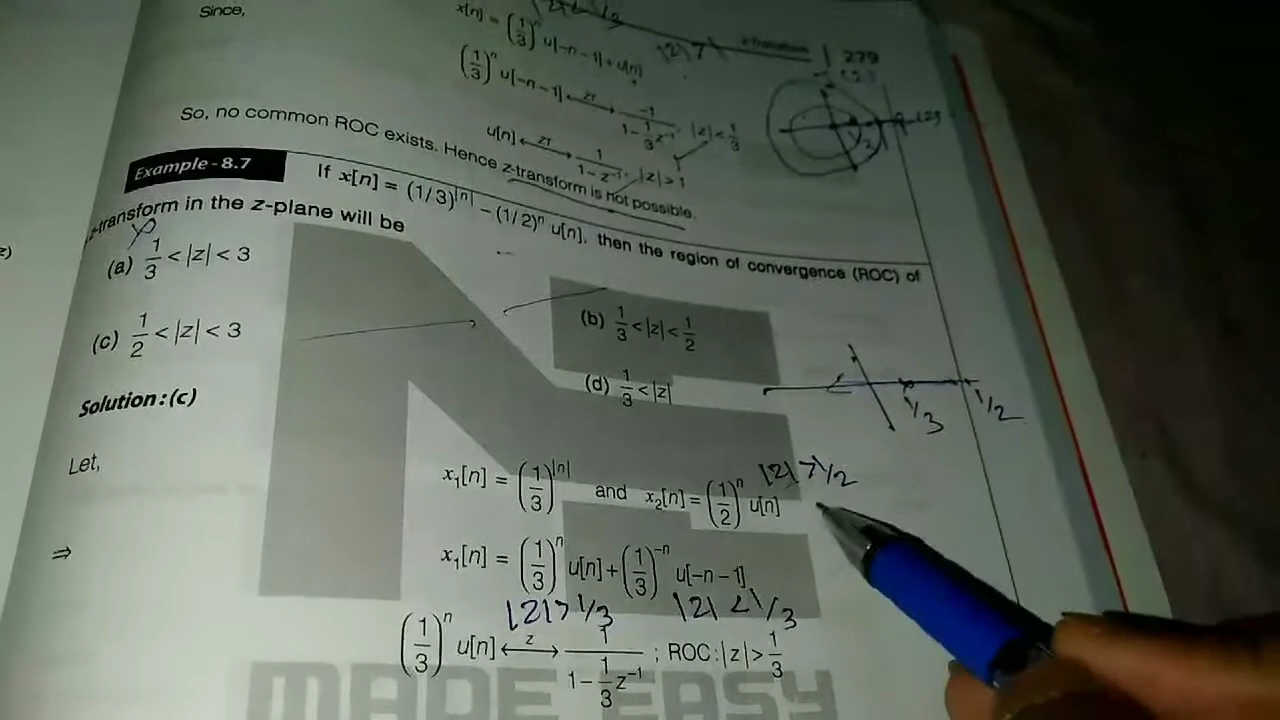 Since,
x[n] = (1/3)^n u[-n - 1] + u[n]
279
(1/3)^n u[-n - 1] ⟷ZT -1/(1 - 1/3 z^-1), |z| < 1/3
u[n] ⟷ZT 1/(1 - z^-1), |z| > 1
So, no common ROC exists. Hence z-transform is not possible.
Example - 8.7 If x[n] = (1/3)^|n| - (1/2)^n u[n], then the region of convergence (ROC) of
z-transform in the z-plane will be
(a) 1/3 < |z| < 3
(b) 1/3 < |z| < 1/2
(c) 1/2 < |z| < 3
(d) 1/3 < |z|
1/3 1/2
Solution : (c)
|z| > 1/2
Let, x₁[n] = (1/3)^|n| and x₂[n] = (1/2)^n u[n]
⇒ x₁[n] = (1/3)^n u[n] + (1/3)^-n u[-n - 1]
|z| > 1/3 |z| < 1/3
(1/3)^n u[n] ⟷z 1/(1 - 1/3 z^-1) ; ROC : |z| > 1/3
MADE EASY